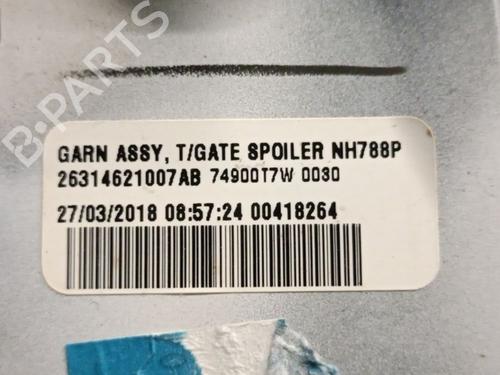 GARN ASSY, T/GATE SPOILER NH788P
26314621007AB 74900T7W 0030
27/03/2018 08:57:24 00418264
B-PARTS